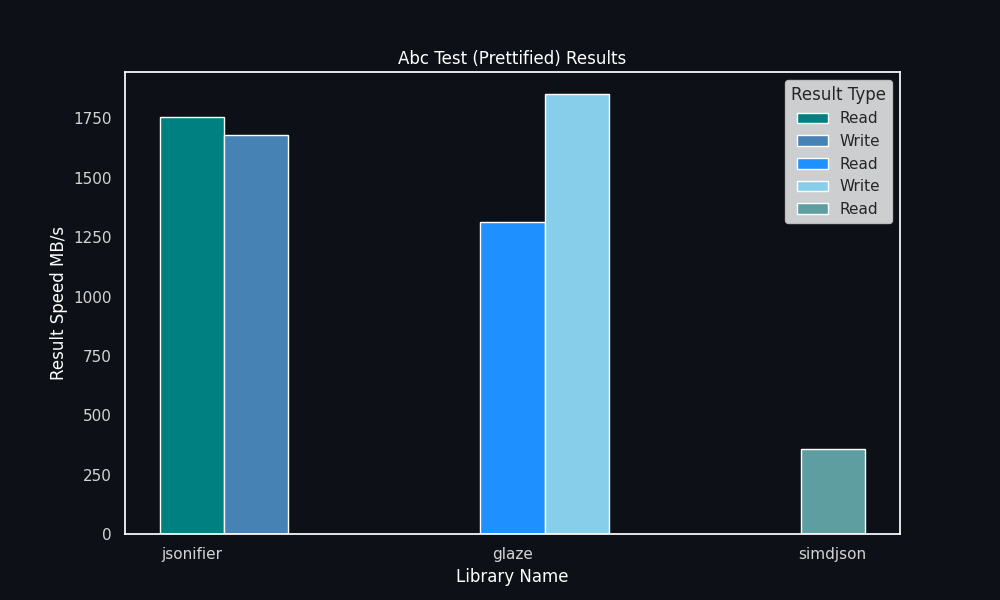 Abc Test (Prettified) Results
Result Type
Read
Write
Read
Write
Read
Result Speed MB/s
1750
1500
1250
1000
750
500
250
0
jsonifier
glaze
simdjson
Library Name